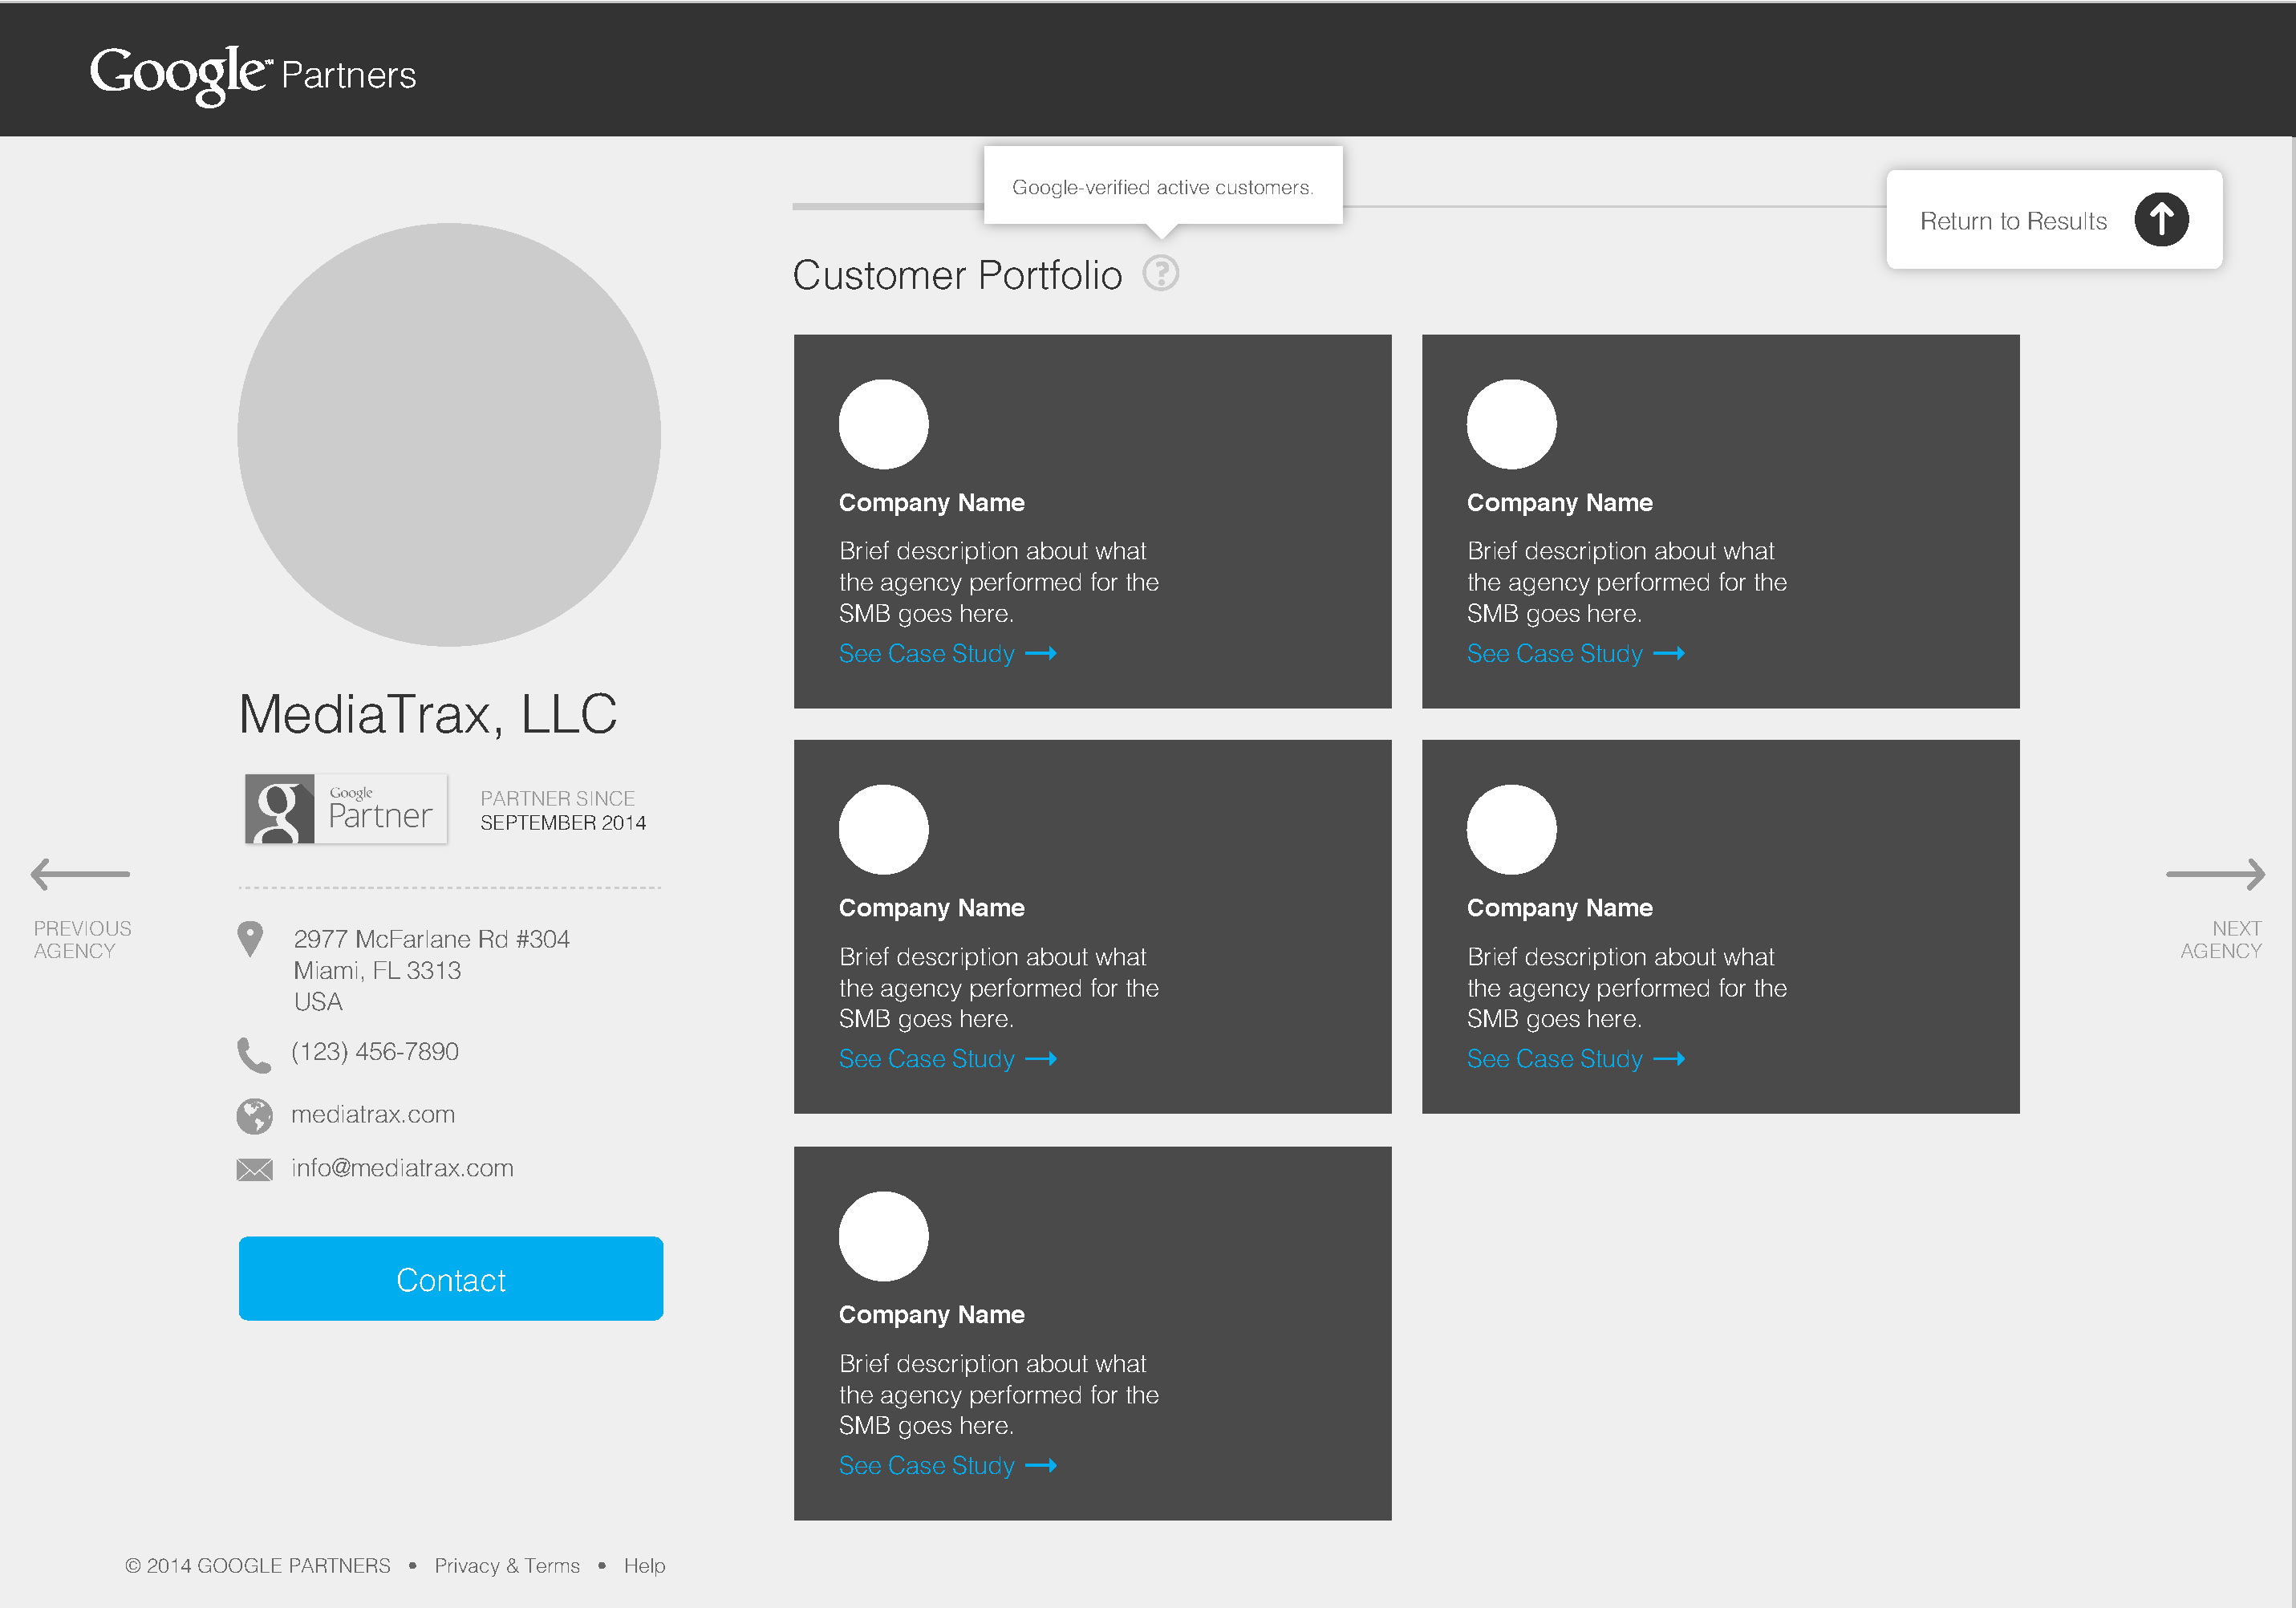 Google™ Partners
Google-verified active customers.
Return to Results
Customer Portfolio ?
MediaTrax, LLC
Google
Partner
PARTNER SINCE
SEPTEMBER 2014
2977 McFarlane Rd #304
Miami, FL 3313
USA
(123) 456-7890
mediatrax.com
info@mediatrax.com
Contact
PREVIOUS
AGENCY
Company Name
Brief description about what
the agency performed for the
SMB goes here.
See Case Study
Company Name
Brief description about what
the agency performed for the
SMB goes here.
See Case Study
Company Name
Brief description about what
the agency performed for the
SMB goes here.
See Case Study
Company Name
Brief description about what
the agency performed for the
SMB goes here.
See Case Study
Company Name
Brief description about what
the agency performed for the
SMB goes here.
See Case Study
NEXT
AGENCY
© 2014 GOOGLE PARTNERS • Privacy & Terms • Help